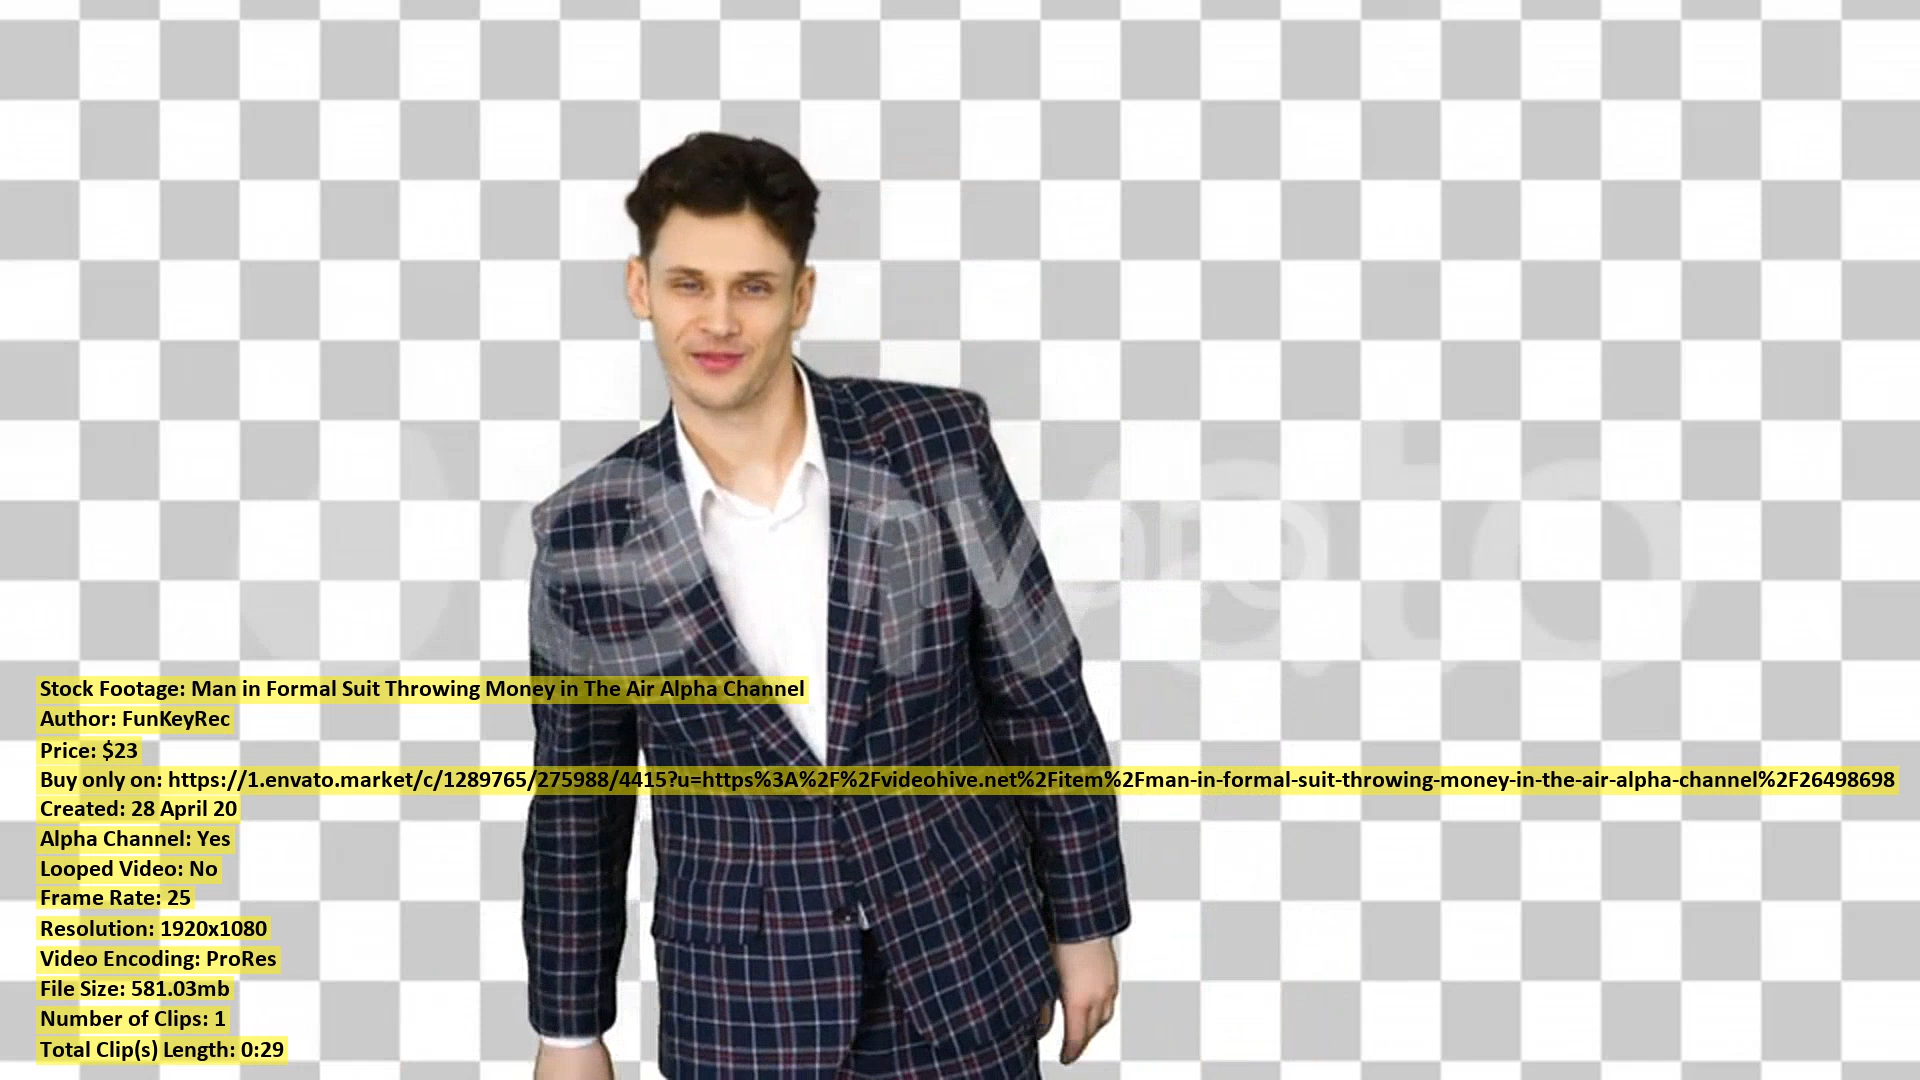 envato
Stock Footage: Man in Formal Suit Throwing Money in The Air Alpha Channel
Author: FunKeyRec
Price: $23
Buy only on: https://1.envato.market/c/1289765/275988/4415?u=https%3A%2F%2Fvideohive.net%2Fitem%2Fman-in-formal-suit-throwing-money-in-the-air-alpha-channel%2F26498698
Created: 28 April 20
Alpha Channel: Yes
Looped Video: No
Frame Rate: 25
Resolution: 1920x1080
Video Encoding: ProRes
File Size: 581.03mb
Number of Clips: 1
Total Clip(s) Length: 0:29